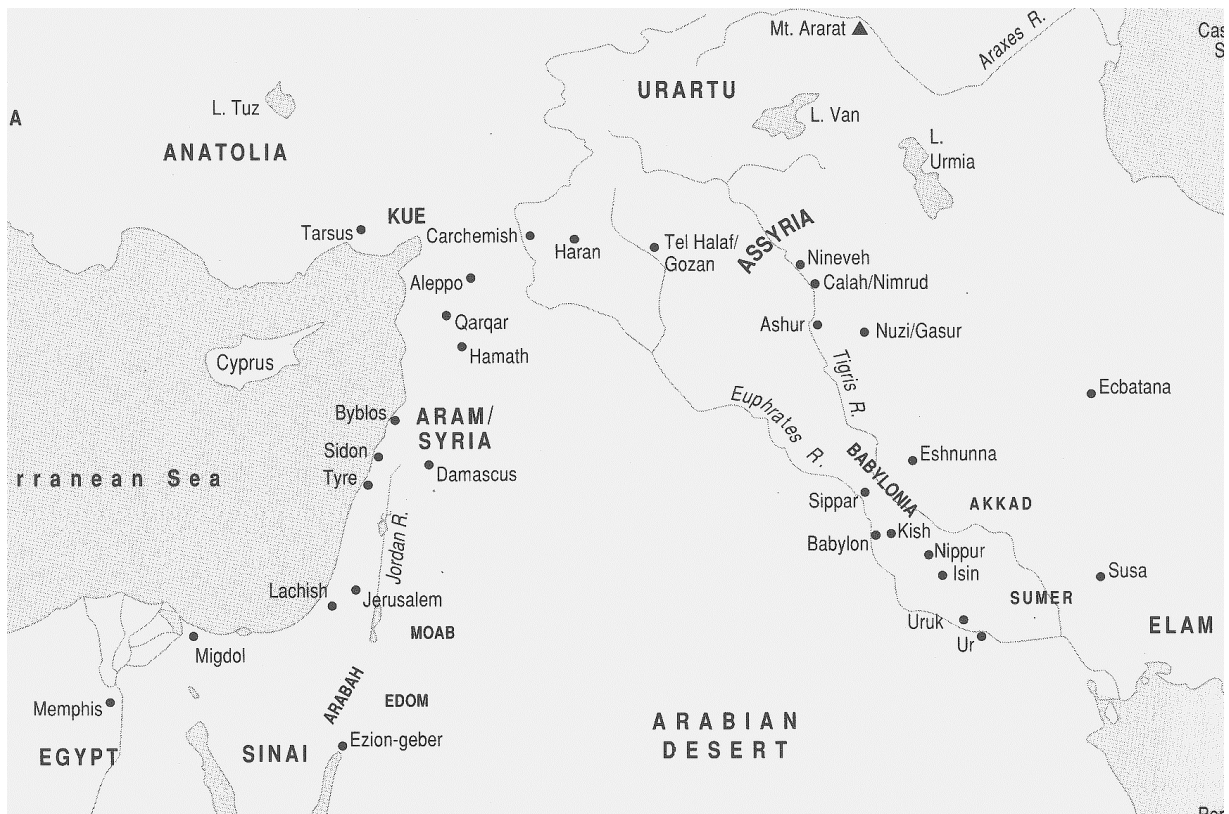 Mt. Ararat
Araxes R.
Cas
S
URARTU
L. Tuz
L. Van
A
ANATOLIA
L.
Urmia
KUE
Tarsus
Carchemish
Haran
Tel Halaf/
Gozan
ASSYRIA
Nineveh
Calah/Nimrud
Aleppo
Qarqar
Ashur
Nuzi/Gasur
Hamath
Cyprus
Tigris R.
Ecbatana
Euphrates R.
Byblos
ARAM/
SYRIA
Sidon
Damascus
Tyre
rranean Sea
Eshnunna
BABYLONIA
Sippar
AKKAD
Jordan R.
Babylon
Kish
Nippur
Isin
Susa
Lachish
Jerusalem
SUMER
Uruk
Ur
ELAM
MOAB
Migdol
ARABAH
EDOM
Memphis
ARABIAN
DESERT
EGYPT
SINAI
Ezion-geber